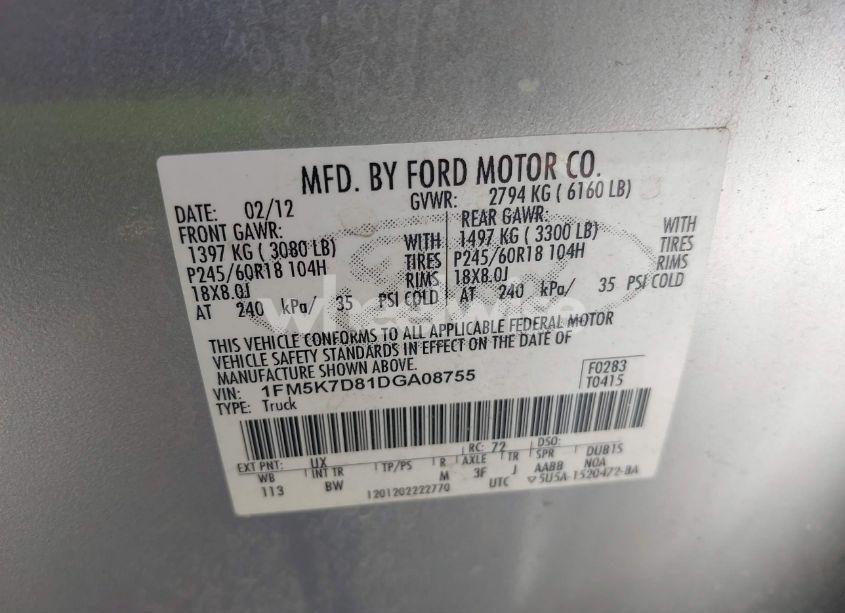 MFD. BY FORD MOTOR CO.
DATE: 02/12 GVWR: 2794 KG ( 6160 LB)
FRONT GAWR: REAR GAWR:
1397 KG ( 3080 LB) WITH 1497 KG ( 3300 LB) WITH
P245/60R18 104H TIRES P245/60R18 104H TIRES
18X8.0J RIMS 18X8.0J RIMS
AT 240 kPa/ 35 PSI COLD AT 240 kPa/ 35 PSI COLD
THIS VEHICLE CONFORMS TO ALL APPLICABLE FEDERAL MOTOR
VEHICLE SAFETY STANDARDS IN EFFECT ON THE DATE OF
MANUFACTURE SHOWN ABOVE.
VIN: 1FM5K7D81DGA08755 F0283
TYPE: Truck T0415
EXT PNT: UX RC: 72 DSO:
WB INT TR TP/PS R AXLE TR SPR DUB15
113 BW M 3F J AABB NOA
1201202222770 UTC ▽5U5A-1520472-BA
wheelwire